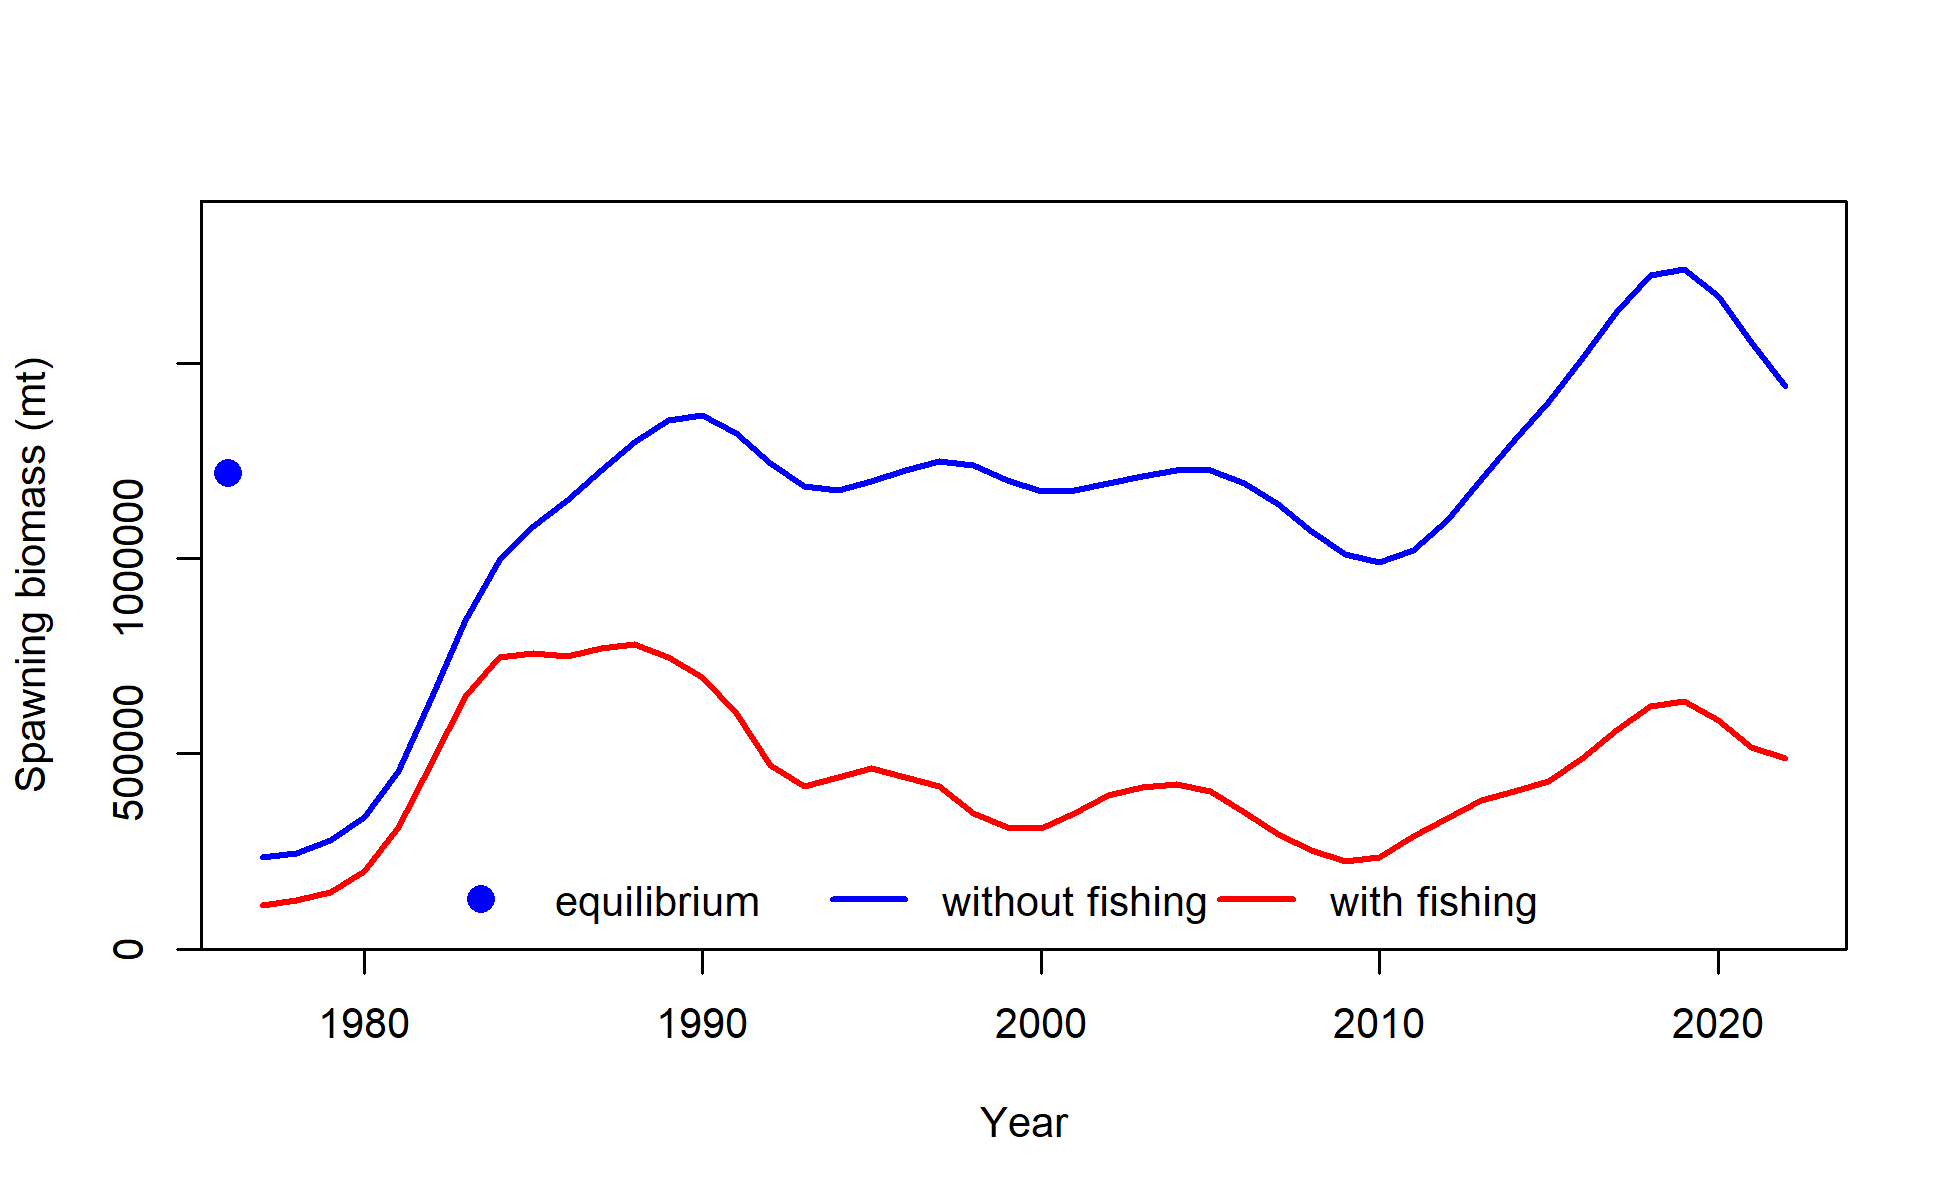 Spawning biomass (mt)
1000000
500000
0
equilibrium without fishing with fishing
1980 1990 2000 2010 2020
Year